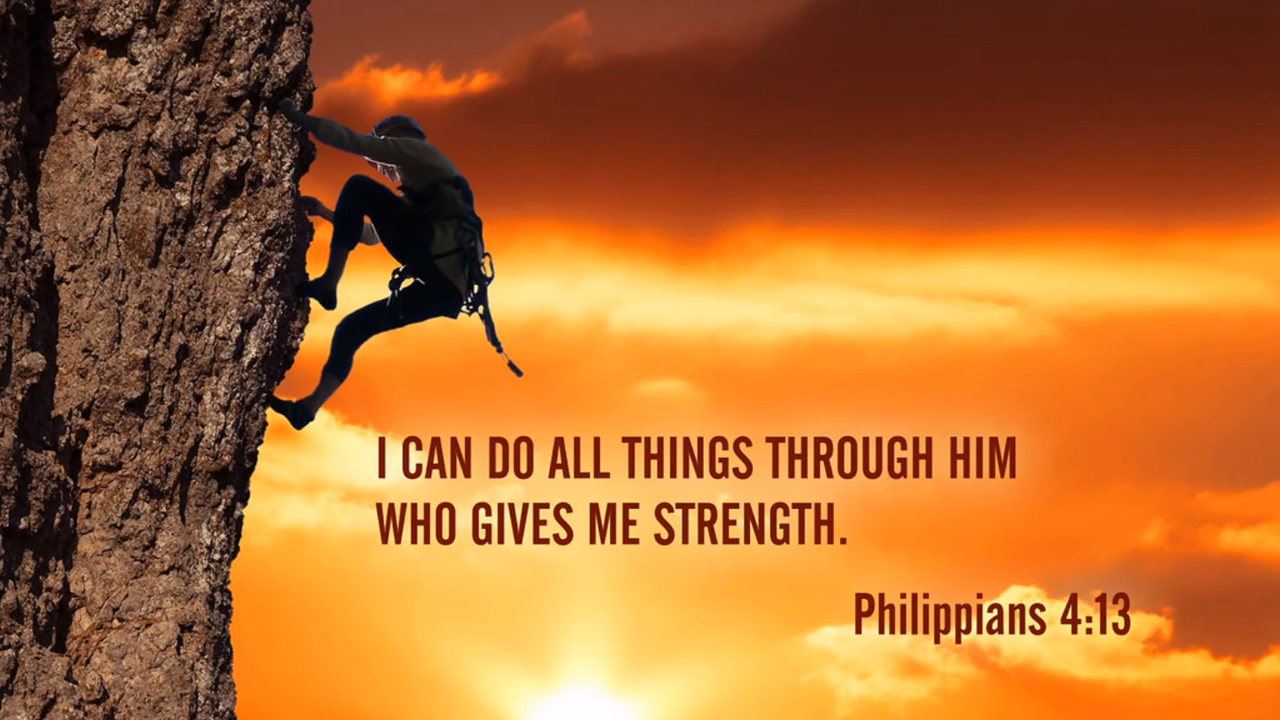 I CAN DO ALL THINGS THROUGH HIM
WHO GIVES ME STRENGTH.
Philippians 4:13